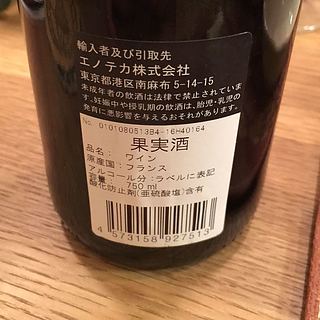 輸入者及び引取先
エノテカ株式会社
東京都港区南麻布 5-14-15
未成年者の飲酒は法律で禁止されていま
す。妊娠中や授乳期の飲酒は、胎児・乳児の
発育に悪影響を与えるおそれがあります。
No. 0101080513B4-16H40164
果実酒
品名: ワイン
原産国: フランス
アルコール分:ラベルに表記
容量: 750 ml
酸化防止剤(亜硫酸塩)含有
4 573158 927513